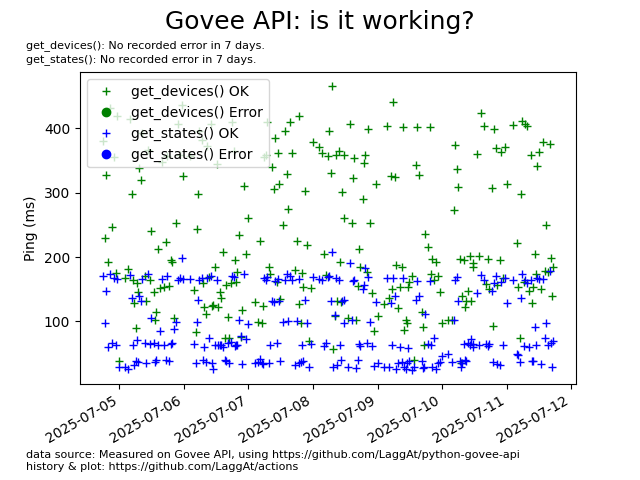 Govee API: is it working?
get_devices(): No recorded error in 7 days.
get_states(): No recorded error in 7 days.
get_devices() OK
get_devices() Error
get_states() OK
get_states() Error
400
300
200
100
Ping (ms)
2025-07-05
2025-07-06
2025-07-07
2025-07-08
2025-07-09
2025-07-10
2025-07-11
2025-07-12
data source: Measured on Govee API, using https://github.com/LaggAt/python-govee-api
history & plot: https://github.com/LaggAt/actions